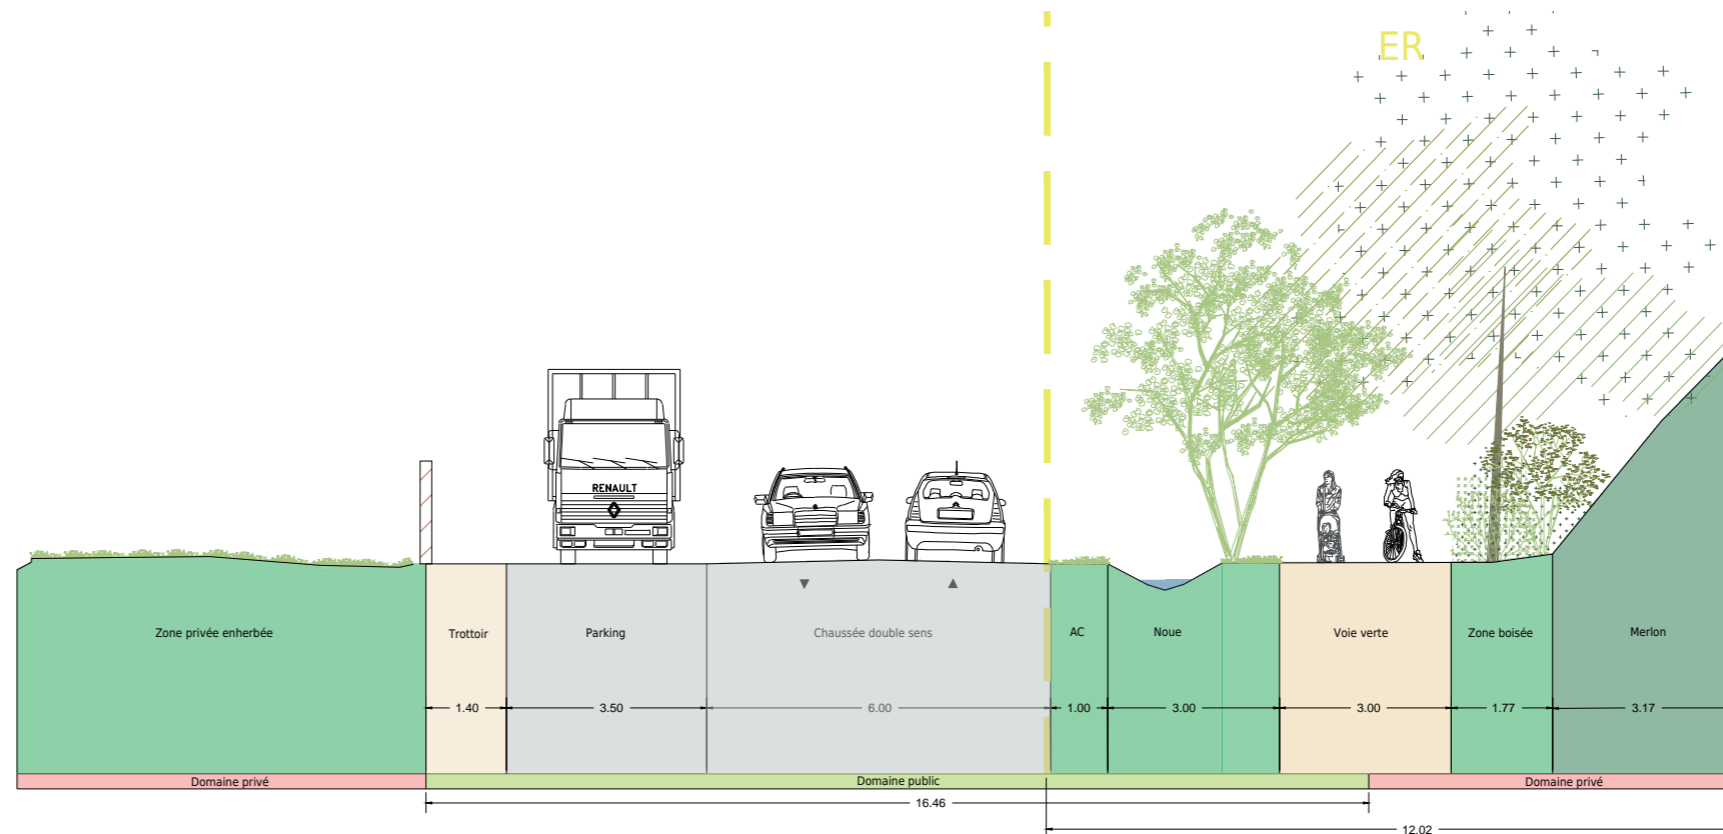 ER
RENAULT
Zone privée enherbée
Trottoir
Parking
Chaussée double sens
AC
Noue
Voie verte
Zone boisée
Merlon
1.40
3.50
6.00
1.00
3.00
3.00
1.77
3.17
Domaine privé
Domaine public
Domaine privé
16.46
12.02